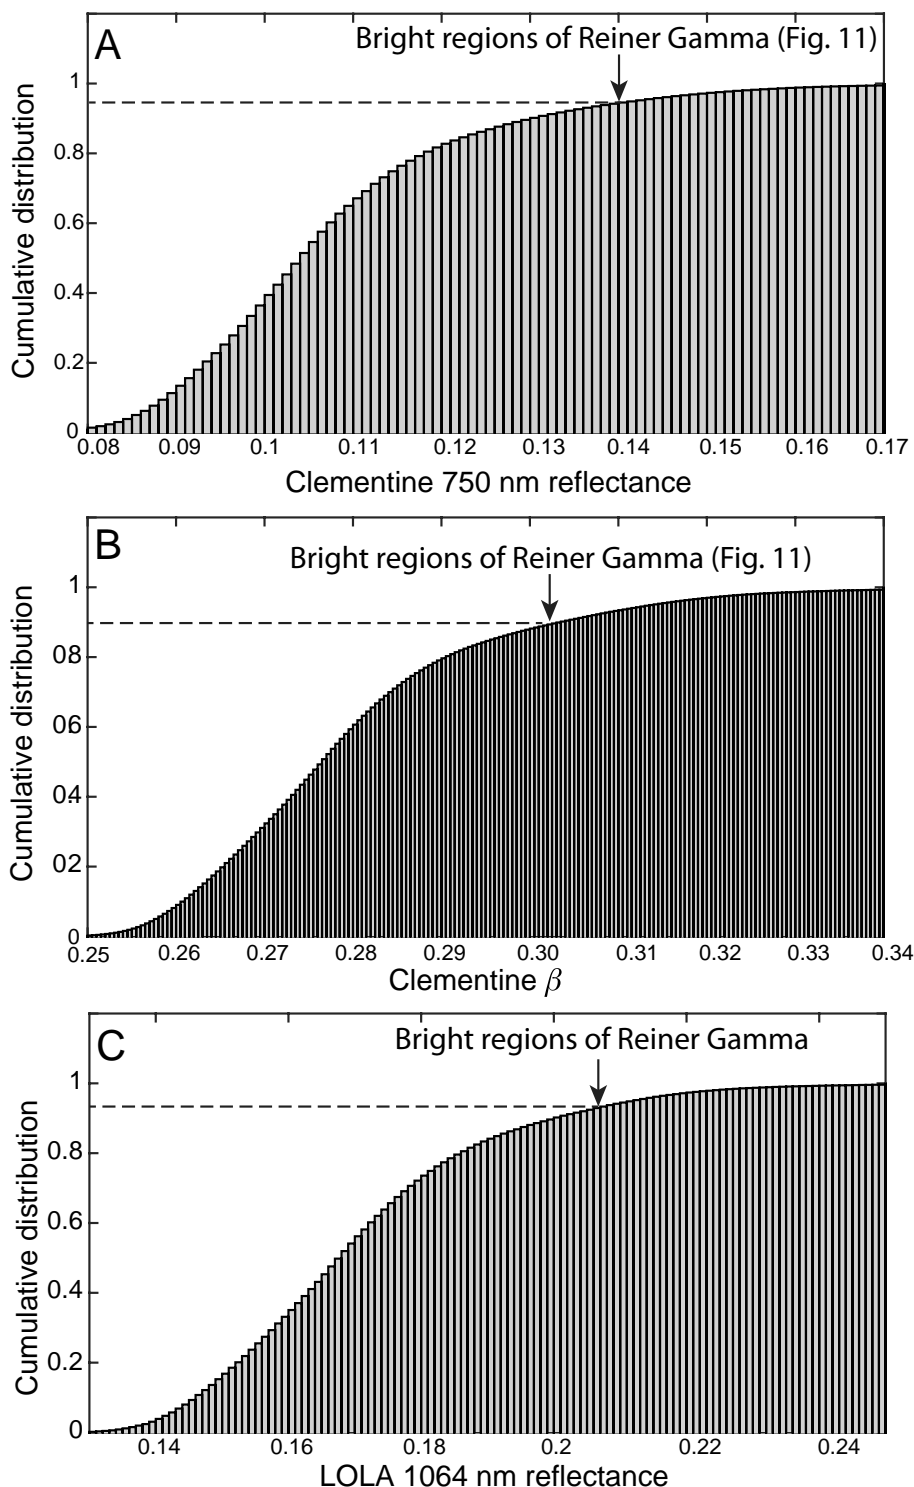 A
Bright regions of Reiner Gamma (Fig. 11)
Cumulative distribution
1
0.8
0.6
0.4
0.2
0
0.08 0.09 0.1 0.11 0.12 0.13 0.14 0.15 0.16 0.17
Clementine 750 nm reflectance
B
Bright regions of Reiner Gamma (Fig. 11)
Cumulative distribution
1
08
06
04
02
0
0.25 0.26 0.27 0.28 0.29 0.30 0.31 0.32 0.33 0.34
Clementine β
C
Bright regions of Reiner Gamma
Cumulative distribution
1
0.8
0.6
0.4
0.2
0
0.14 0.16 0.18 0.2 0.22 0.24
LOLA 1064 nm reflectance